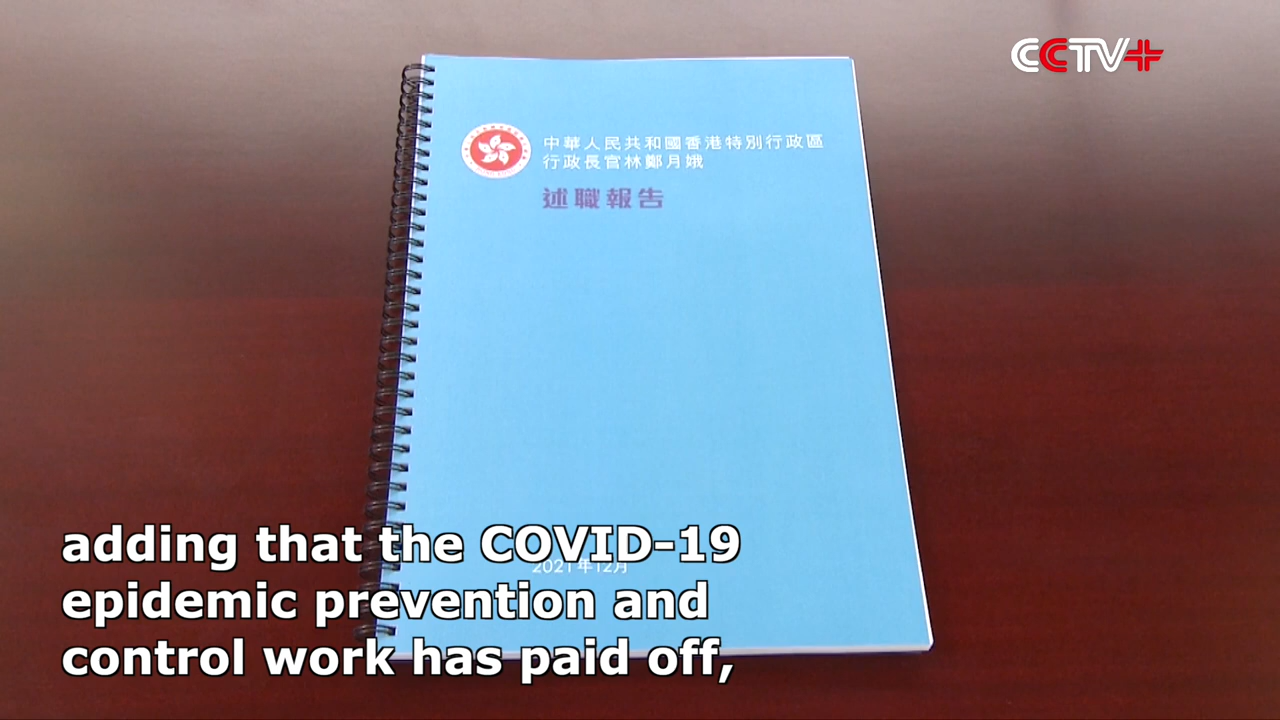 CCTV+
中華人民共和國香港特別行政區
行政長官林鄭月娥
述職報告
2021年12月
adding that the COVID-19
epidemic prevention and
control work has paid off,